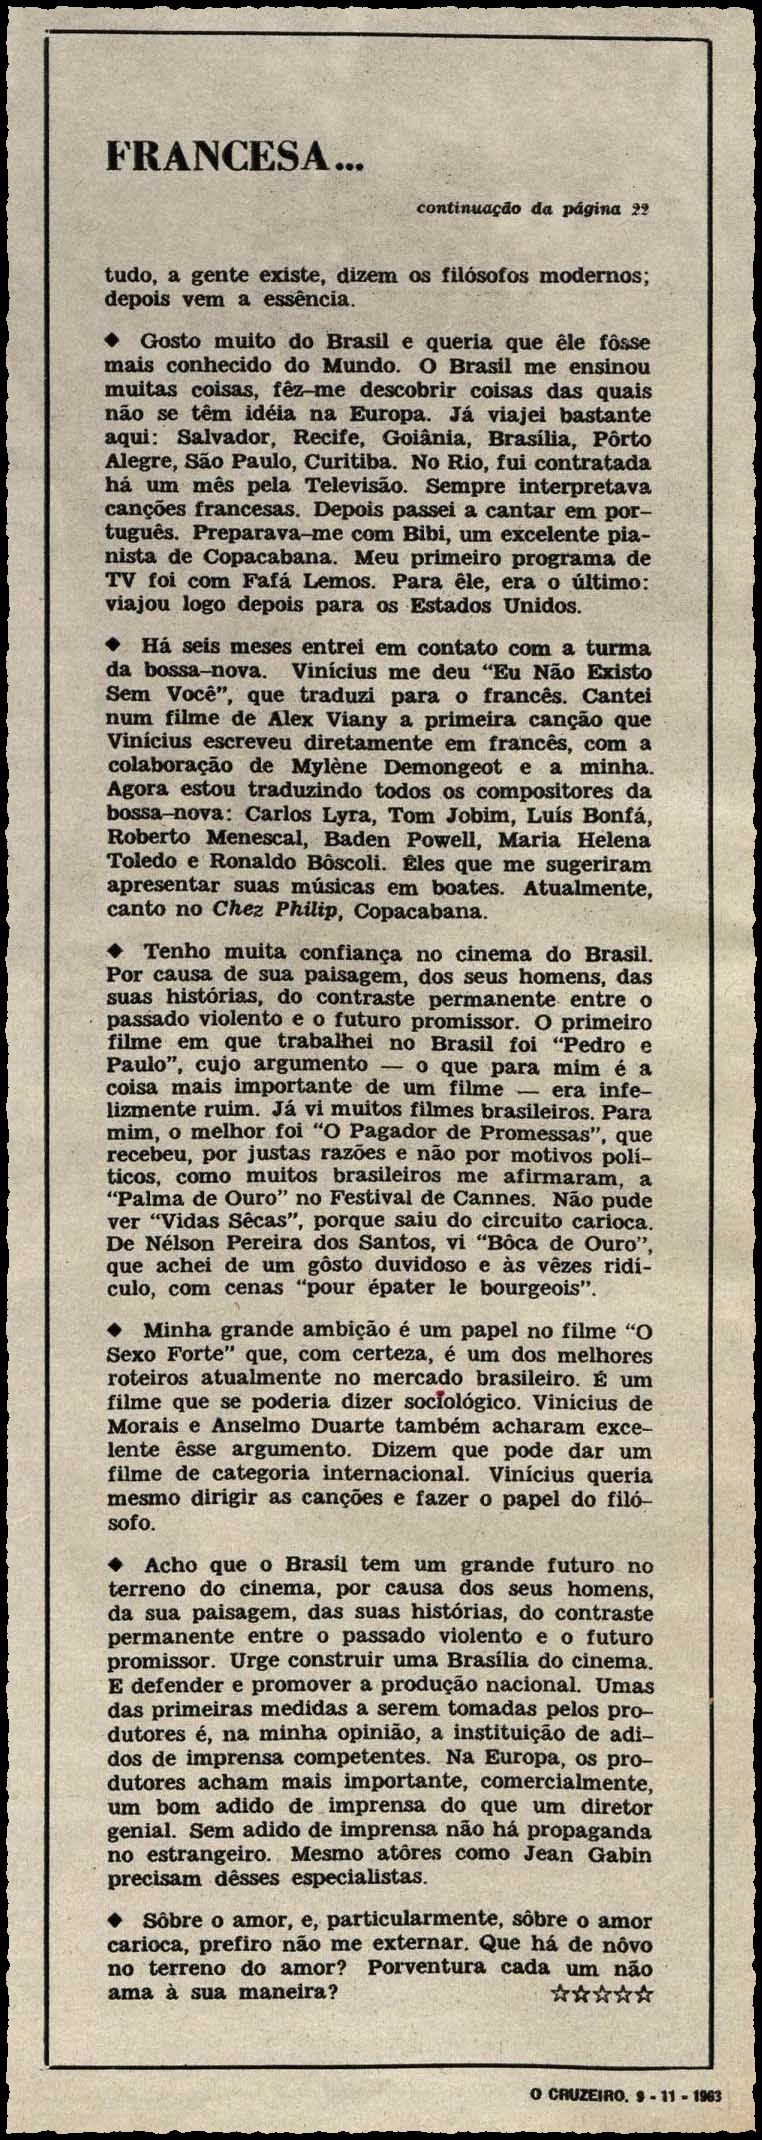 FRANCESA...
continuação da página 22
tudo, a gente existe, dizem os filósofos modernos;
depois vem a essência.
◆ Gosto muito do Brasil e queria que êle fôsse
mais conhecido do Mundo. O Brasil me ensinou
muitas coisas, fêz-me descobrir coisas das quais
não se têm idéia na Europa. Já viajei bastante
aqui: Salvador, Recife, Goiânia, Brasília, Pôrto
Alegre, São Paulo, Curitiba. No Rio, fui contratada
há um mês pela Televisão. Sempre interpretava
canções francesas. Depois passei a cantar em por-
tuguês. Preparava-me com Bibi, um excelente pia-
nista de Copacabana. Meu primeiro programa de
TV foi com Fafá Lemos. Para êle, era o último:
viajou logo depois para os Estados Unidos.
◆ Há seis meses entrei em contato com a turma
da bossa-nova. Vinícius me deu “Eu Não Existo
Sem Você”, que traduzi para o francês. Cantei
num filme de Alex Viany a primeira canção que
Vinícius escreveu diretamente em francês, com a
colaboração de Mylène Demongeot e a minha.
Agora estou traduzindo todos os compositores da
bossa-nova: Carlos Lyra, Tom Jobim, Luís Bonfá,
Roberto Menescal, Baden Powell, Maria Helena
Toledo e Ronaldo Bôscoli. Êles que me sugeriram
apresentar suas músicas em boates. Atualmente,
canto no Chez Philip, Copacabana.
◆ Tenho muita confiança no cinema do Brasil.
Por causa de sua paisagem, dos seus homens, das
suas histórias, do contraste permanente entre o
passado violento e o futuro promissor. O primeiro
filme em que trabalhei no Brasil foi “Pedro e
Paulo”, cujo argumento — o que para mim é a
coisa mais importante de um filme — era infe-
lizmente ruim. Já vi muitos filmes brasileiros. Para
mim, o melhor foi “O Pagador de Promessas”, que
recebeu, por justas razões e não por motivos polí-
ticos, como muitos brasileiros me afirmaram, a
“Palma de Ouro” no Festival de Cannes. Não pude
ver “Vidas Sêcas”, porque saiu do circuito carioca.
De Nélson Pereira dos Santos, vi “Bôca de Ouro”,
que achei de um gôsto duvidoso e às vêzes ridí-
culo, com cenas “pour épater le bourgeois”.
◆ Minha grande ambição é um papel no filme “O
Sexo Forte” que, com certeza, é um dos melhores
roteiros atualmente no mercado brasileiro. É um
filme que se poderia dizer sociológico. Vinícius de
Morais e Anselmo Duarte também acharam exce-
lente êsse argumento. Dizem que pode dar um
filme de categoria internacional. Vinícius queria
mesmo dirigir as canções e fazer o papel do filó-
sofo.
◆ Acho que o Brasil tem um grande futuro no
terreno do cinema, por causa dos seus homens,
da sua paisagem, das suas histórias, do contraste
permanente entre o passado violento e o futuro
promissor. Urge construir uma Brasília do cinema.
E defender e promover a produção nacional. Umas
das primeiras medidas a serem tomadas pelos pro-
dutores é, na minha opinião, a instituição de adi-
dos de imprensa competentes. Na Europa, os pro-
dutores acham mais importante, comercialmente,
um bom adido de imprensa do que um diretor
genial. Sem adido de imprensa não há propaganda
no estrangeiro. Mesmo atôres como Jean Gabin
precisam dêsses especialistas.
◆ Sôbre o amor, e, particularmente, sôbre o amor
carioca, prefiro não me externar. Que há de nôvo
no terreno do amor? Porventura cada um não
ama à sua maneira? ☆☆☆☆☆
O CRUZEIRO, 9 - 11 - 1963